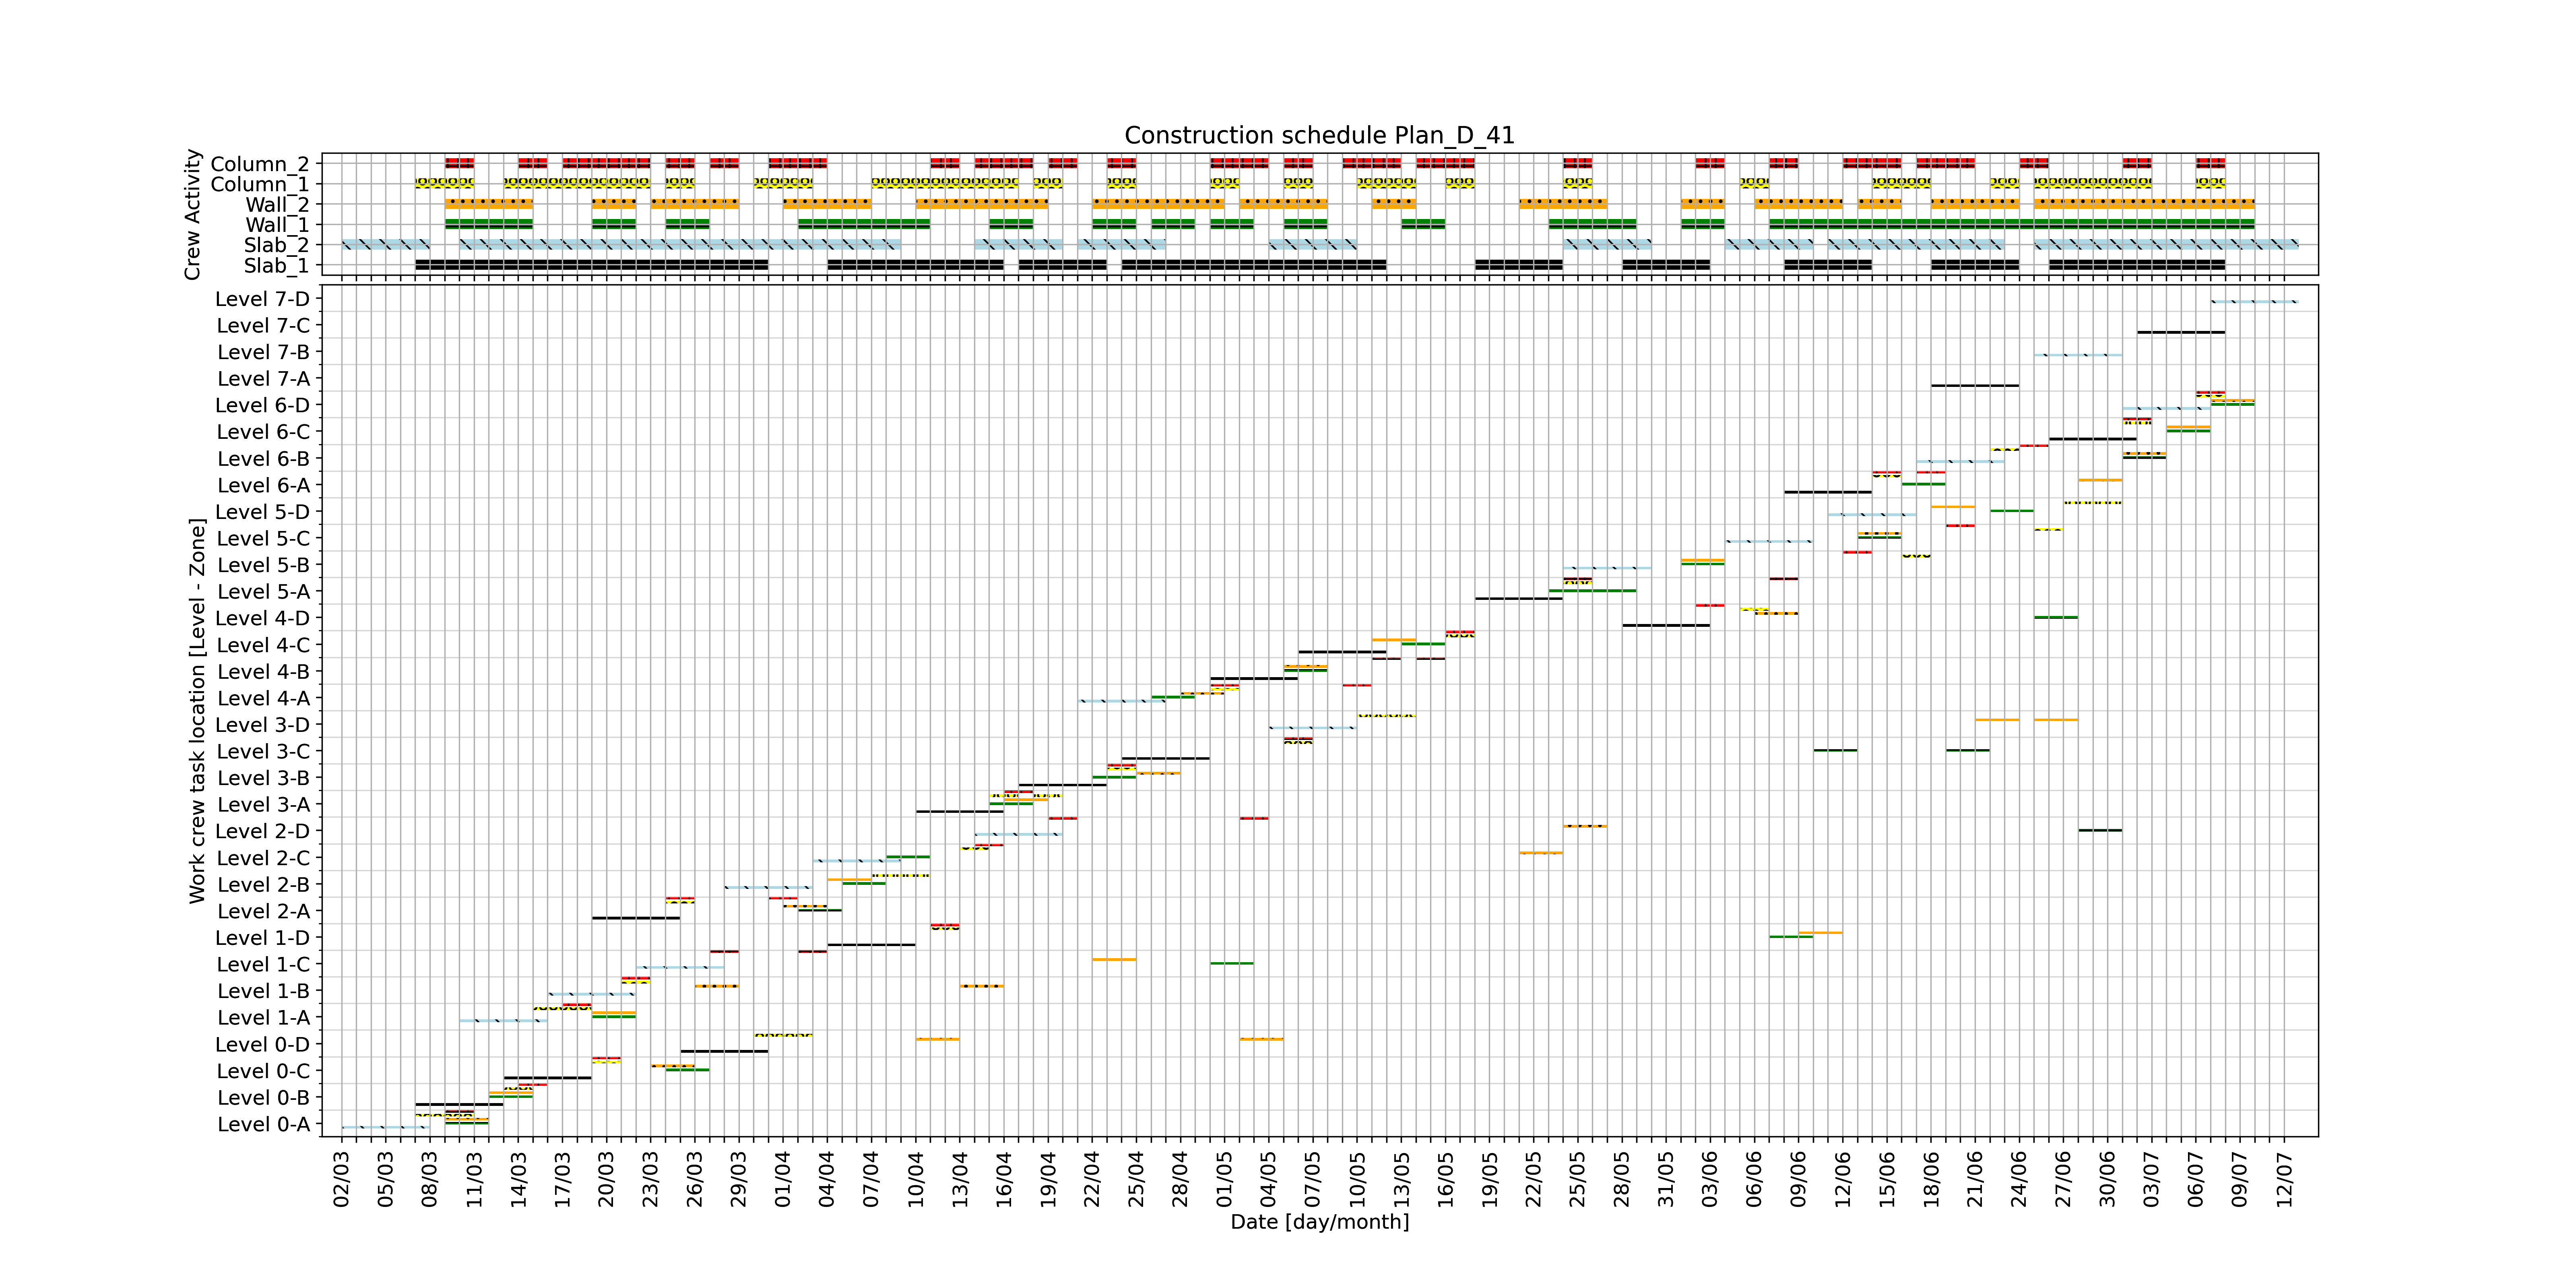 Construction schedule Plan_D_41
Crew Activity
Column_2
Column_1
Wall_2
Wall_1
Slab_2
Slab_1
Work crew task location [Level - Zone]
Level 7-D
Level 7-C
Level 7-B
Level 7-A
Level 6-D
Level 6-C
Level 6-B
Level 6-A
Level 5-D
Level 5-C
Level 5-B
Level 5-A
Level 4-D
Level 4-C
Level 4-B
Level 4-A
Level 3-D
Level 3-C
Level 3-B
Level 3-A
Level 2-D
Level 2-C
Level 2-B
Level 2-A
Level 1-D
Level 1-C
Level 1-B
Level 1-A
Level 0-D
Level 0-C
Level 0-B
Level 0-A
02/03
05/03
08/03
11/03
14/03
17/03
20/03
23/03
26/03
29/03
01/04
04/04
07/04
10/04
13/04
16/04
19/04
22/04
25/04
28/04
01/05
04/05
07/05
10/05
13/05
16/05
19/05
22/05
25/05
28/05
31/05
03/06
06/06
09/06
12/06
15/06
18/06
21/06
24/06
27/06
30/06
03/07
06/07
09/07
12/07
Date [day/month]